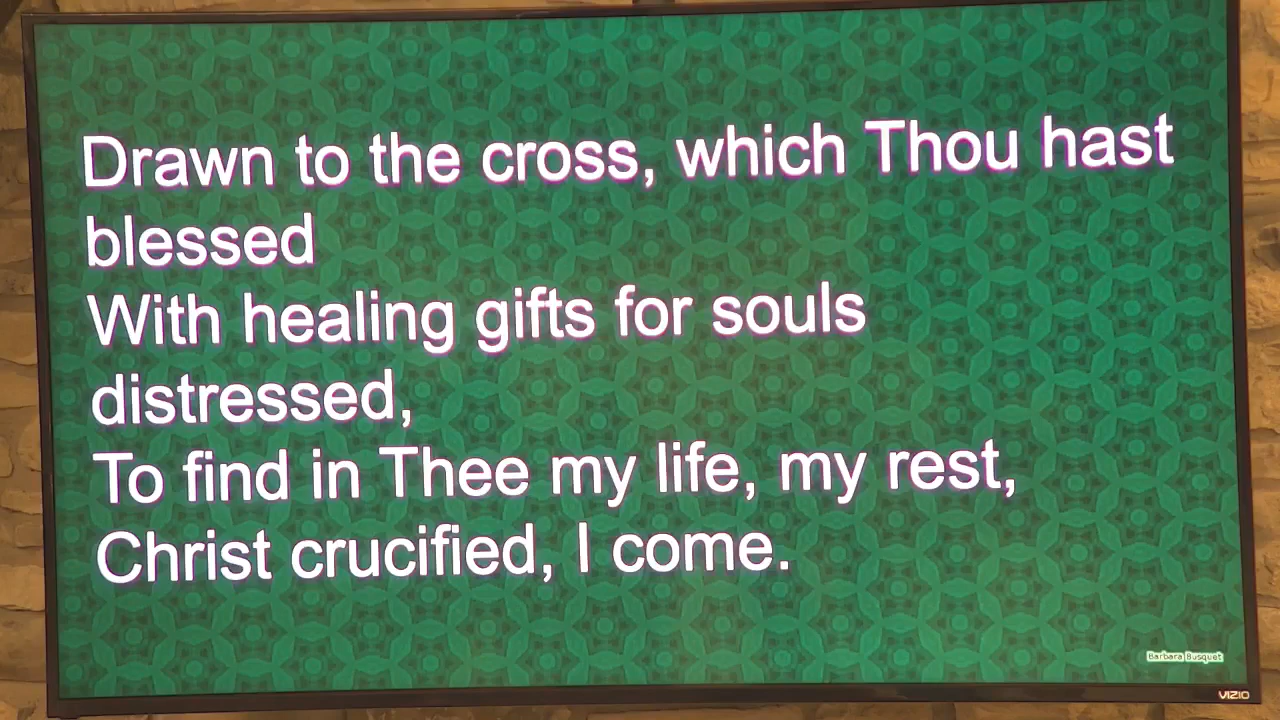 Drawn to the cross, which Thou hast
blessed
With healing gifts for souls
distressed,
To find in Thee my life, my rest,
Christ crucified, I come.
Barbara Busquet
VIZIO